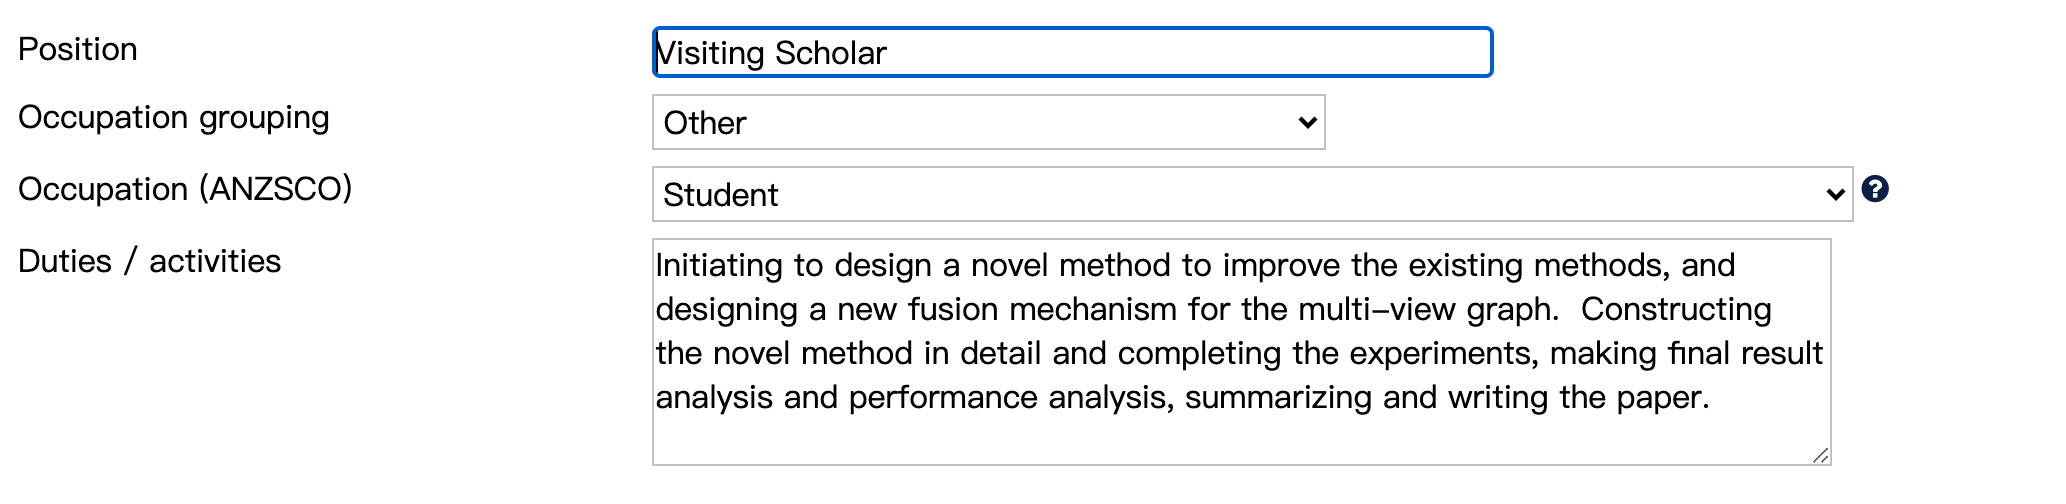 Position
Visiting Scholar
Occupation grouping
Other
Occupation (ANZSCO)
Student
?
Duties / activities
Initiating to design a novel method to improve the existing methods, and
designing a new fusion mechanism for the multi-view graph.  Constructing
the novel method in detail and completing the experiments, making final result
analysis and performance analysis, summarizing and writing the paper.